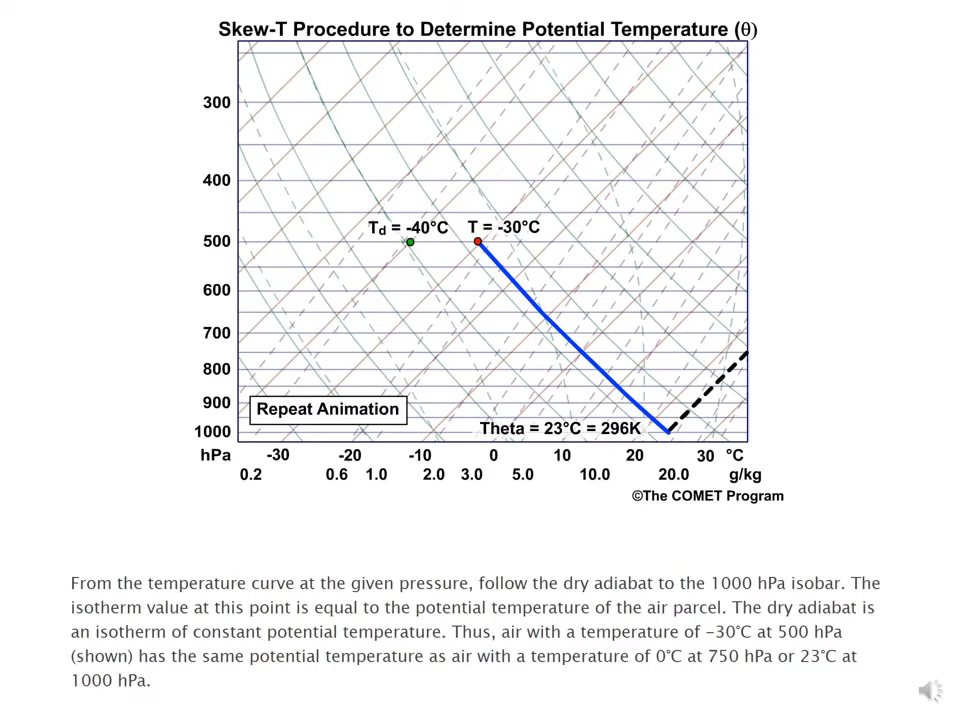 Skew-T Procedure to Determine Potential Temperature (θ)
300
400
Td = -40°C T = -30°C
500
600
700
800
900
Repeat Animation
1000
Theta = 23°C = 296K
hPa -30 -20 -10 0 10 20 30 °C
0.2 0.6 1.0 2.0 3.0 5.0 10.0 20.0 g/kg
©The COMET Program
From the temperature curve at the given pressure, follow the dry adiabat to the 1000 hPa isobar. The
isotherm value at this point is equal to the potential temperature of the air parcel. The dry adiabat is
an isotherm of constant potential temperature. Thus, air with a temperature of -30°C at 500 hPa
(shown) has the same potential temperature as air with a temperature of 0°C at 750 hPa or 23°C at
1000 hPa.